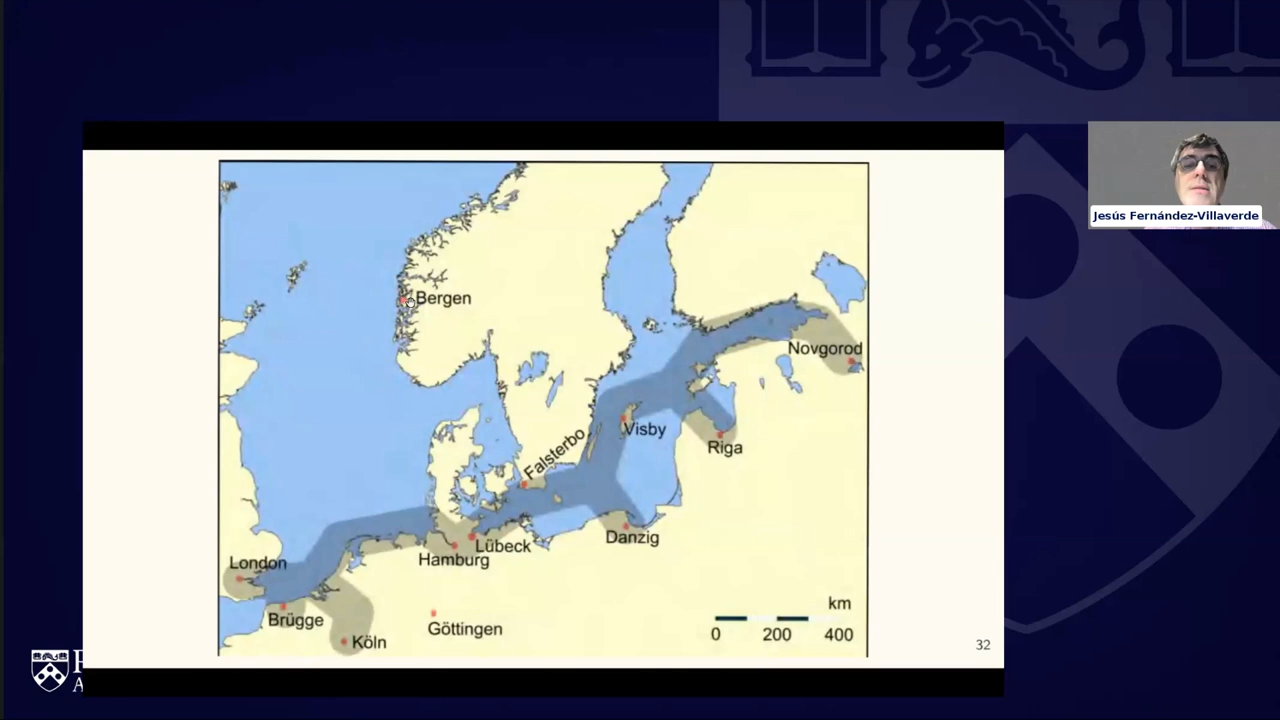 Jesús Fernández-Villaverde
Bergen
Novgorod
Falsterbo
Visby
Riga
Danzig
Lübeck
Hamburg
London
Brügge
Göttingen
Köln
km
0 200 400
32